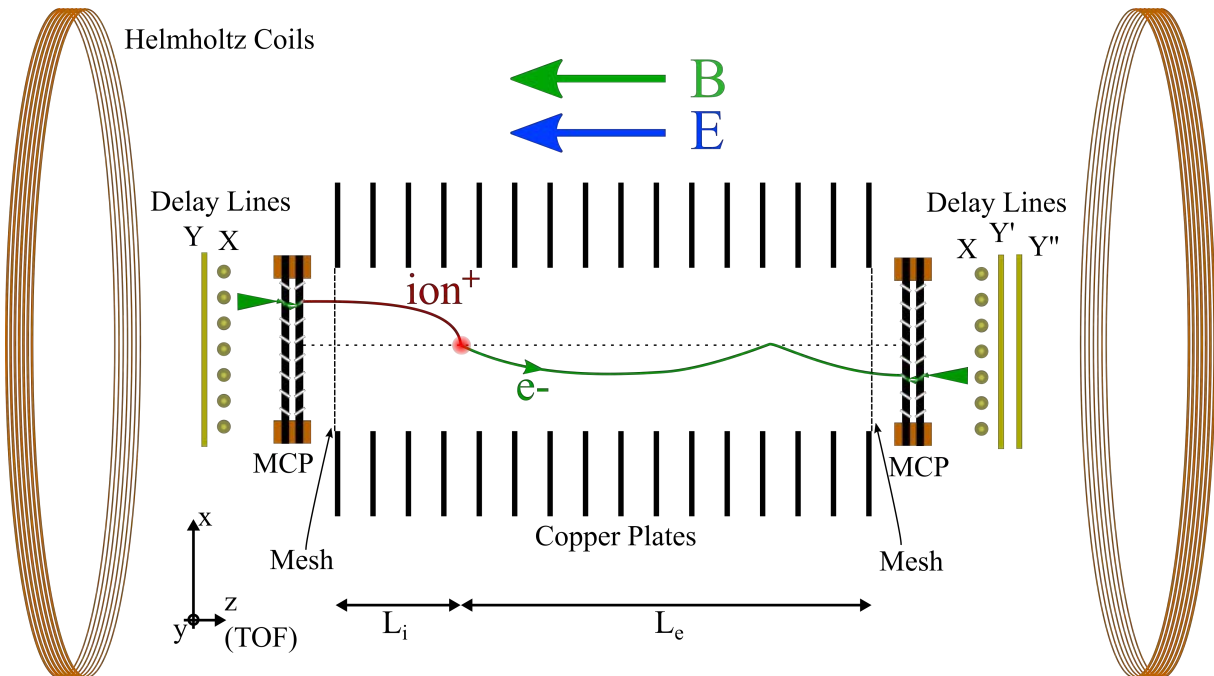 Helmholtz Coils
B
E
Delay Lines
Y
X
Delay Lines
X
Y'
Y"
ion+
e-
MCP
MCP
Copper Plates
Mesh
Mesh
x
y
z
(TOF)
Li
Le